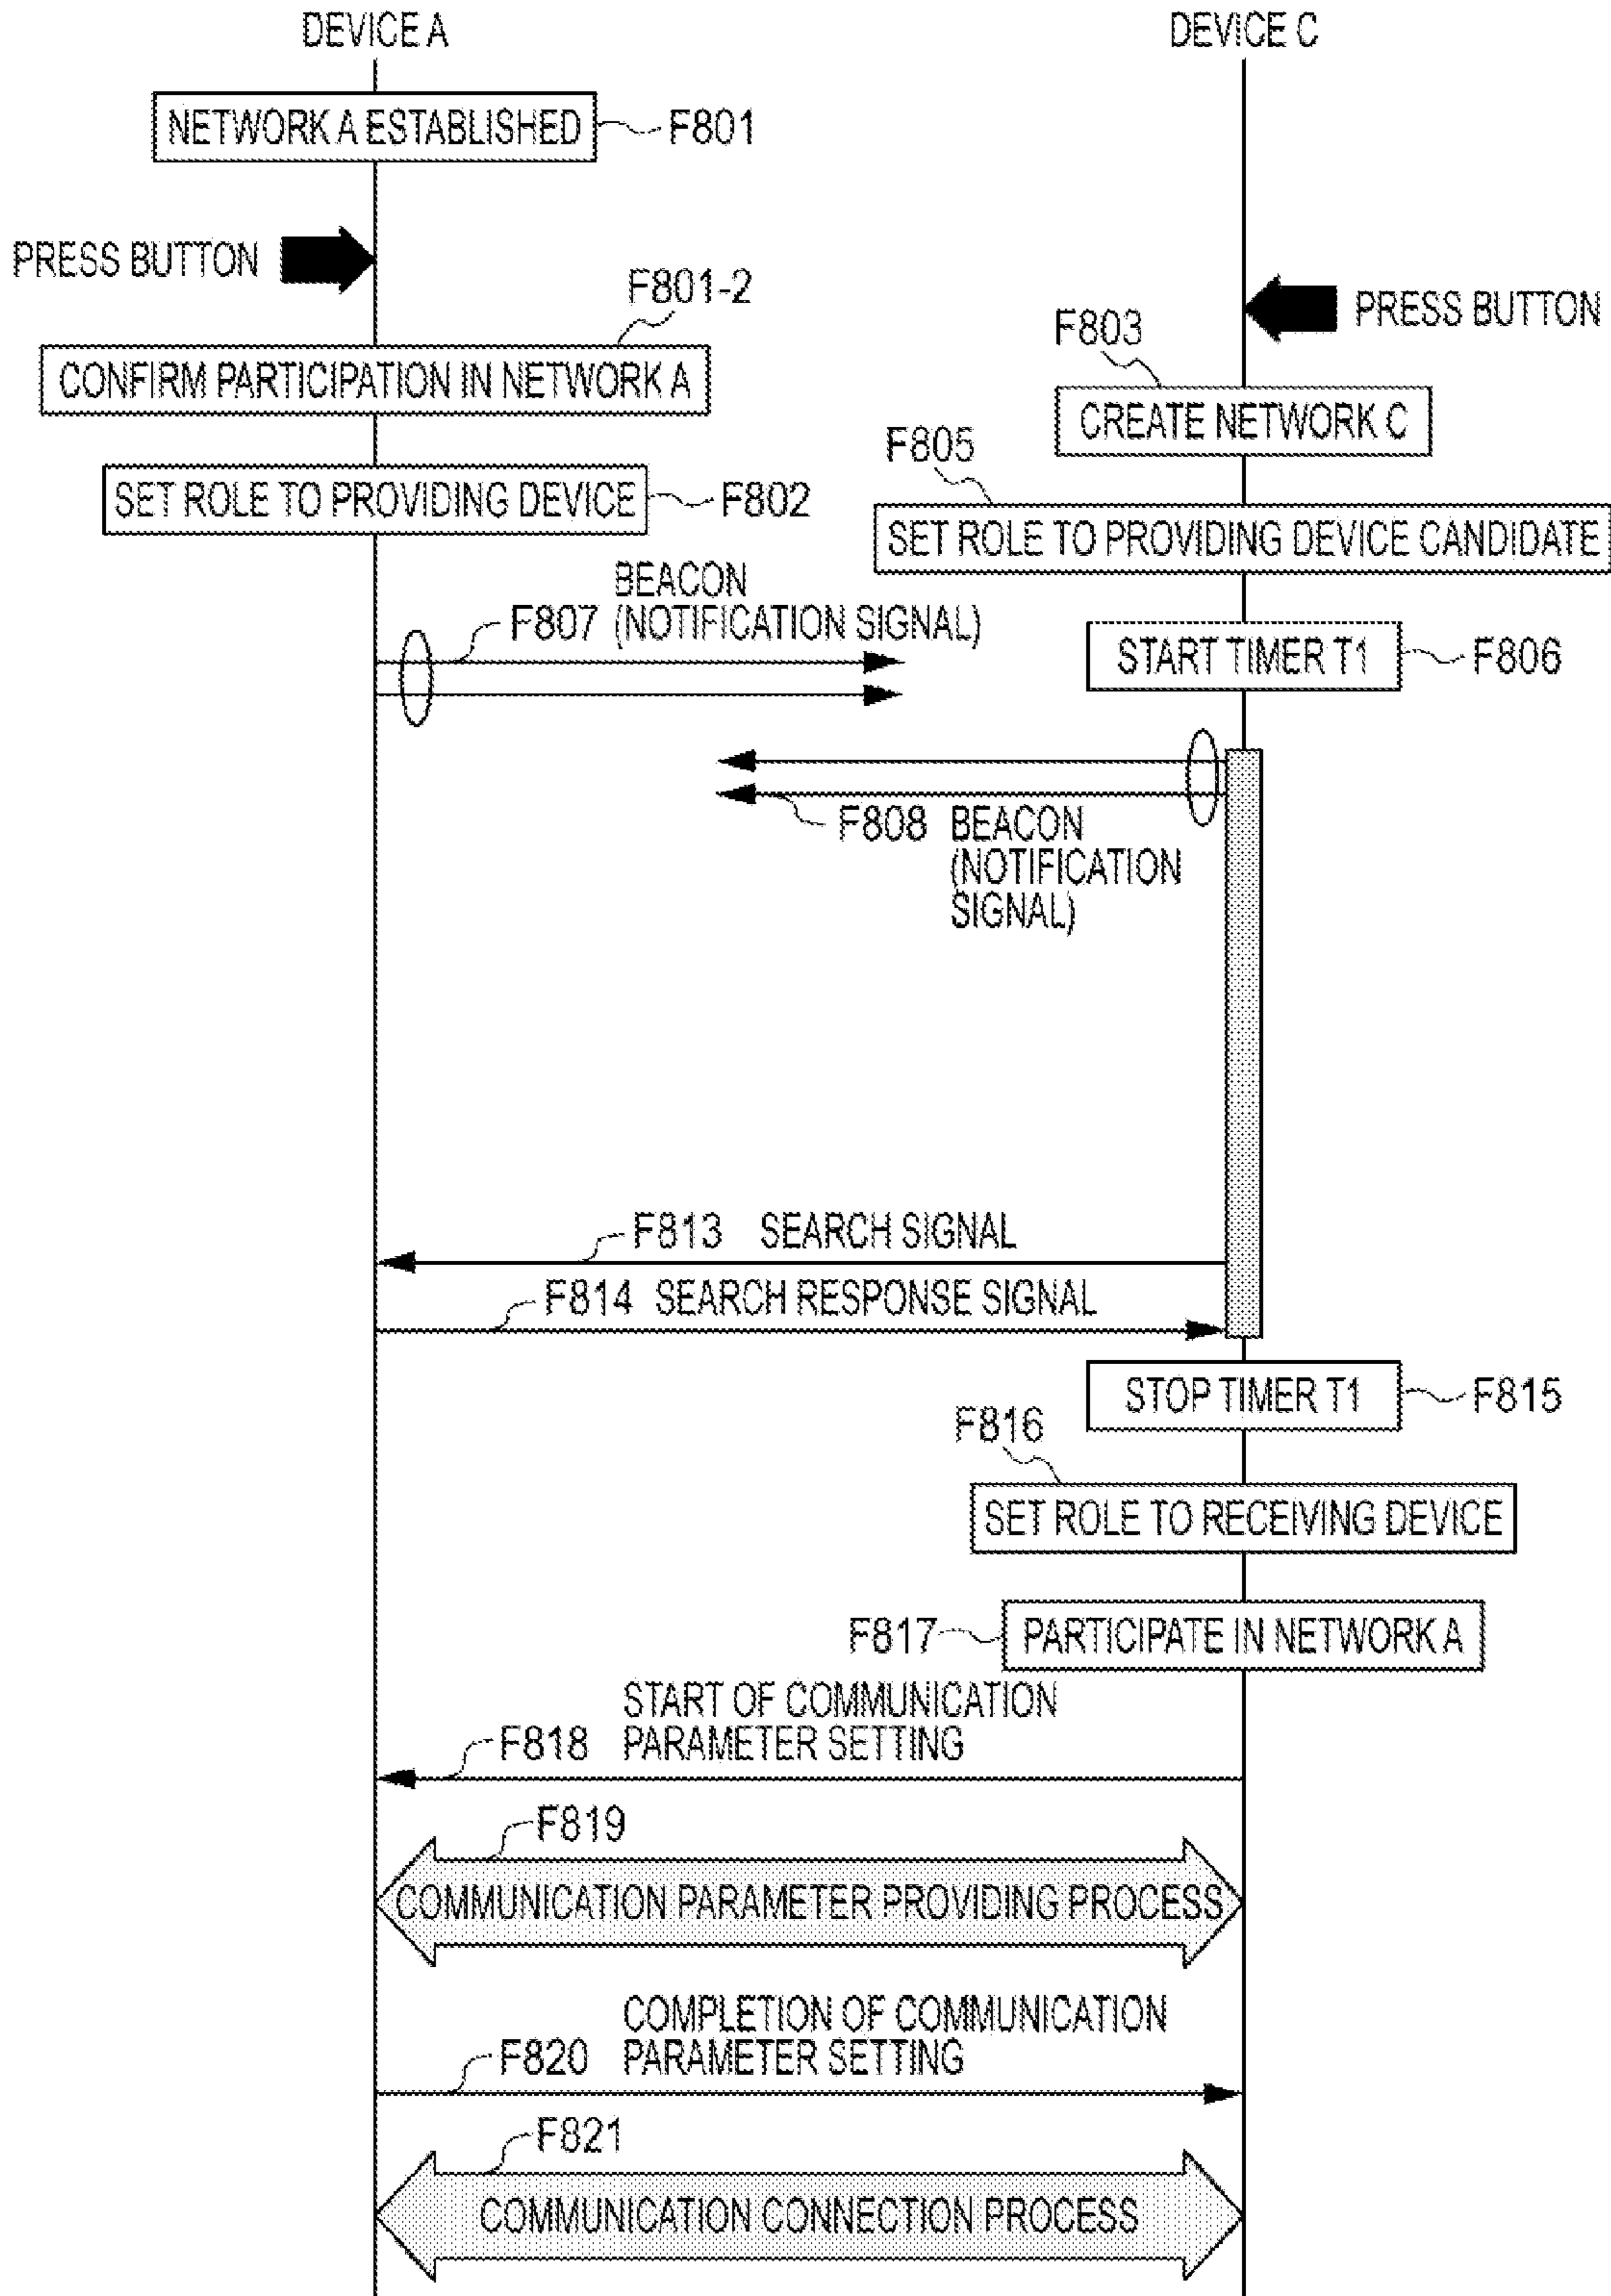 DEVICE A
DEVICE C
NETWORK A ESTABLISHED
F801
PRESS BUTTON
PRESS BUTTON
F801-2
CONFIRM PARTICIPATION IN NETWORK A
F803
CREATE NETWORK C
SET ROLE TO PROVIDING DEVICE
F802
F805
SET ROLE TO PROVIDING DEVICE CANDIDATE
F807
BEACON
(NOTIFICATION SIGNAL)
START TIMER T1
F806
F808
BEACON
(NOTIFICATION
SIGNAL)
F813 SEARCH SIGNAL
F814 SEARCH RESPONSE SIGNAL
STOP TIMER T1
F815
F816
SET ROLE TO RECEIVING DEVICE
F817
PARTICIPATE IN NETWORK A
START OF COMMUNICATION
F818 PARAMETER SETTING
F819
COMMUNICATION PARAMETER PROVIDING PROCESS
COMPLETION OF COMMUNICATION
F820 PARAMETER SETTING
F821
COMMUNICATION CONNECTION PROCESS